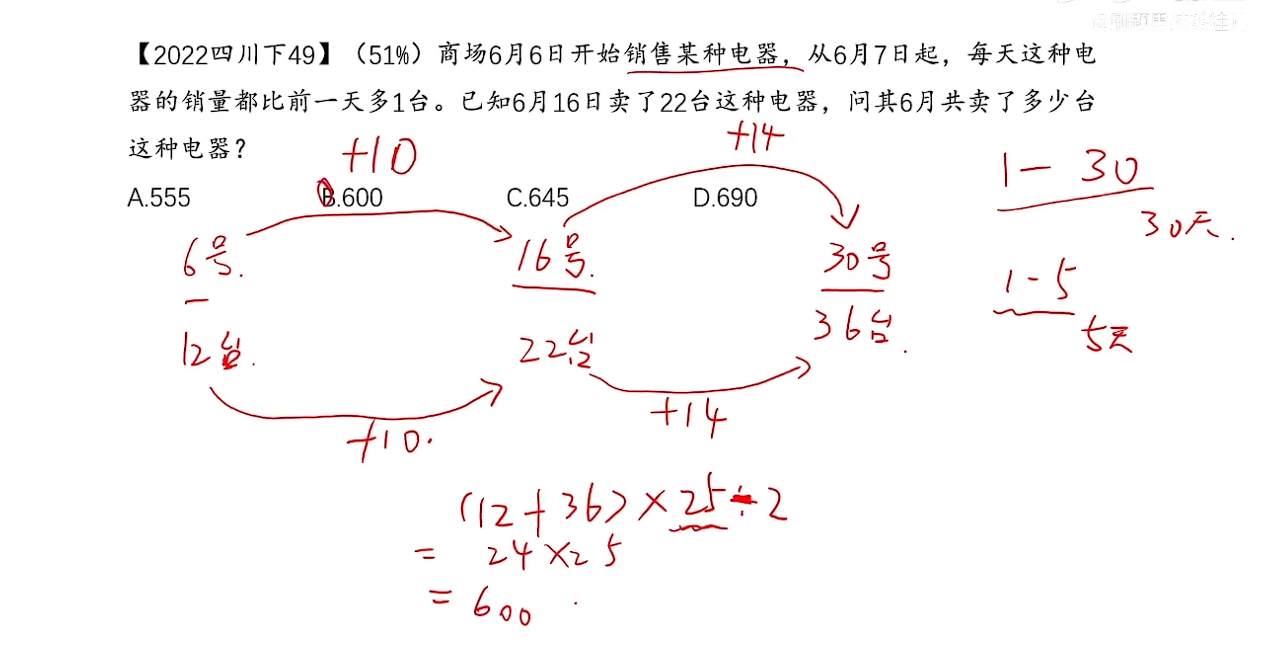 【2022四川下49】（51%）商场6月6日开始销售某种电器，从6月7日起，每天这种电
器的销量都比前一天多1台。已知6月16日卖了22台这种电器，问其6月共卖了多少台
这种电器？
+10
+14
1-30
30天.
A.555 B.600 C.645 D.690
6号. 16号. 30号
1-5
5天
12台. 22台 36台.
+10. +14
(12+36)×25÷2
= 24×25
= 600